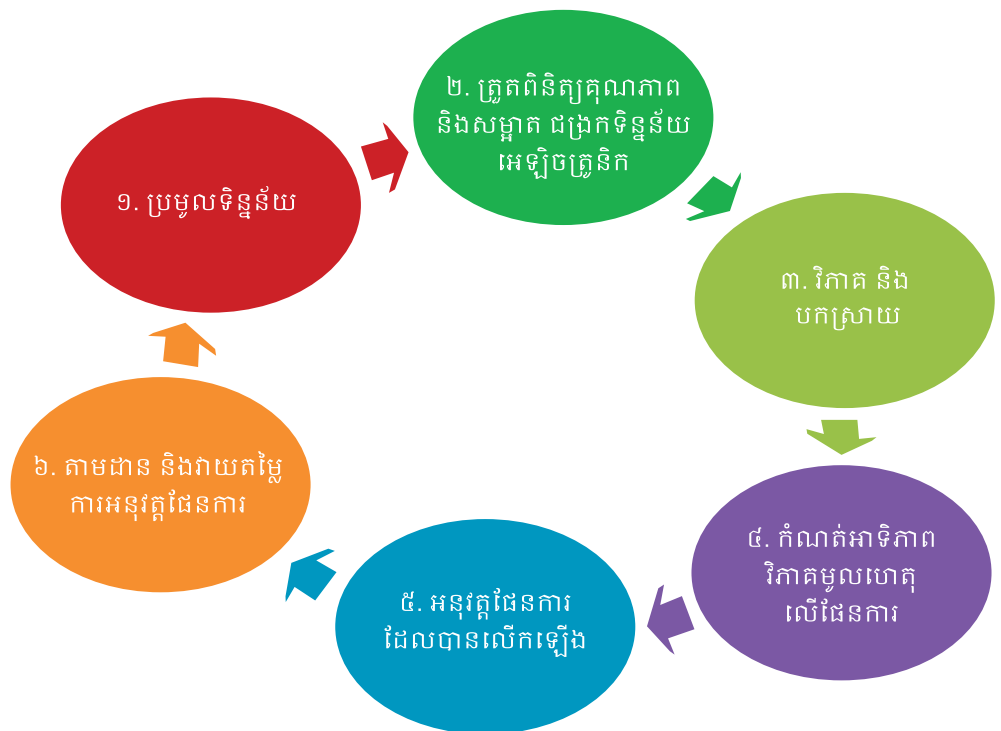 ១. ប្រមូលទិន្នន័យ
២. ត្រួតពិនិត្យគុណភាព
និងសម្អាត ជង្រកទិន្នន័យ
អេឡិចត្រូនិក
៣. វិភាគ និង
បកស្រាយ
៤. កំណត់អាទិភាព
វិភាគមូលហេតុ
លើផែនការ
៥. អនុវត្តផែនការ
ដែលបានលើកឡើង
៦. តាមដាន និងវាយតម្លៃ
ការអនុវត្តផែនការ